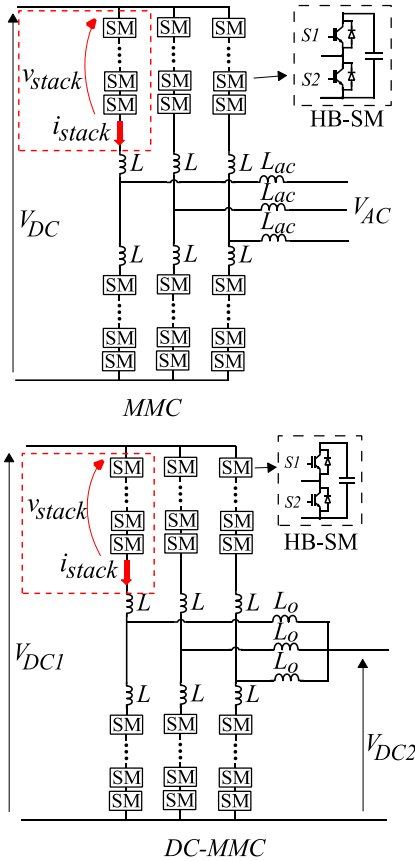 SM SM SM
S1
v_stack
S2
SM SM SM
SM SM SM
HB-SM
i_stack
L L L L_ac
L_ac
V_DC V_AC
L_ac
L L L
SM SM SM
SM SM SM
SM SM SM
MMC
SM SM SM
S1
v_stack
S2
SM SM SM
SM SM SM
HB-SM
i_stack
L L L L_o
L_o
V_DC1
L_o
L L L
SM SM SM
V_DC2
SM SM SM
SM SM SM
DC-MMC